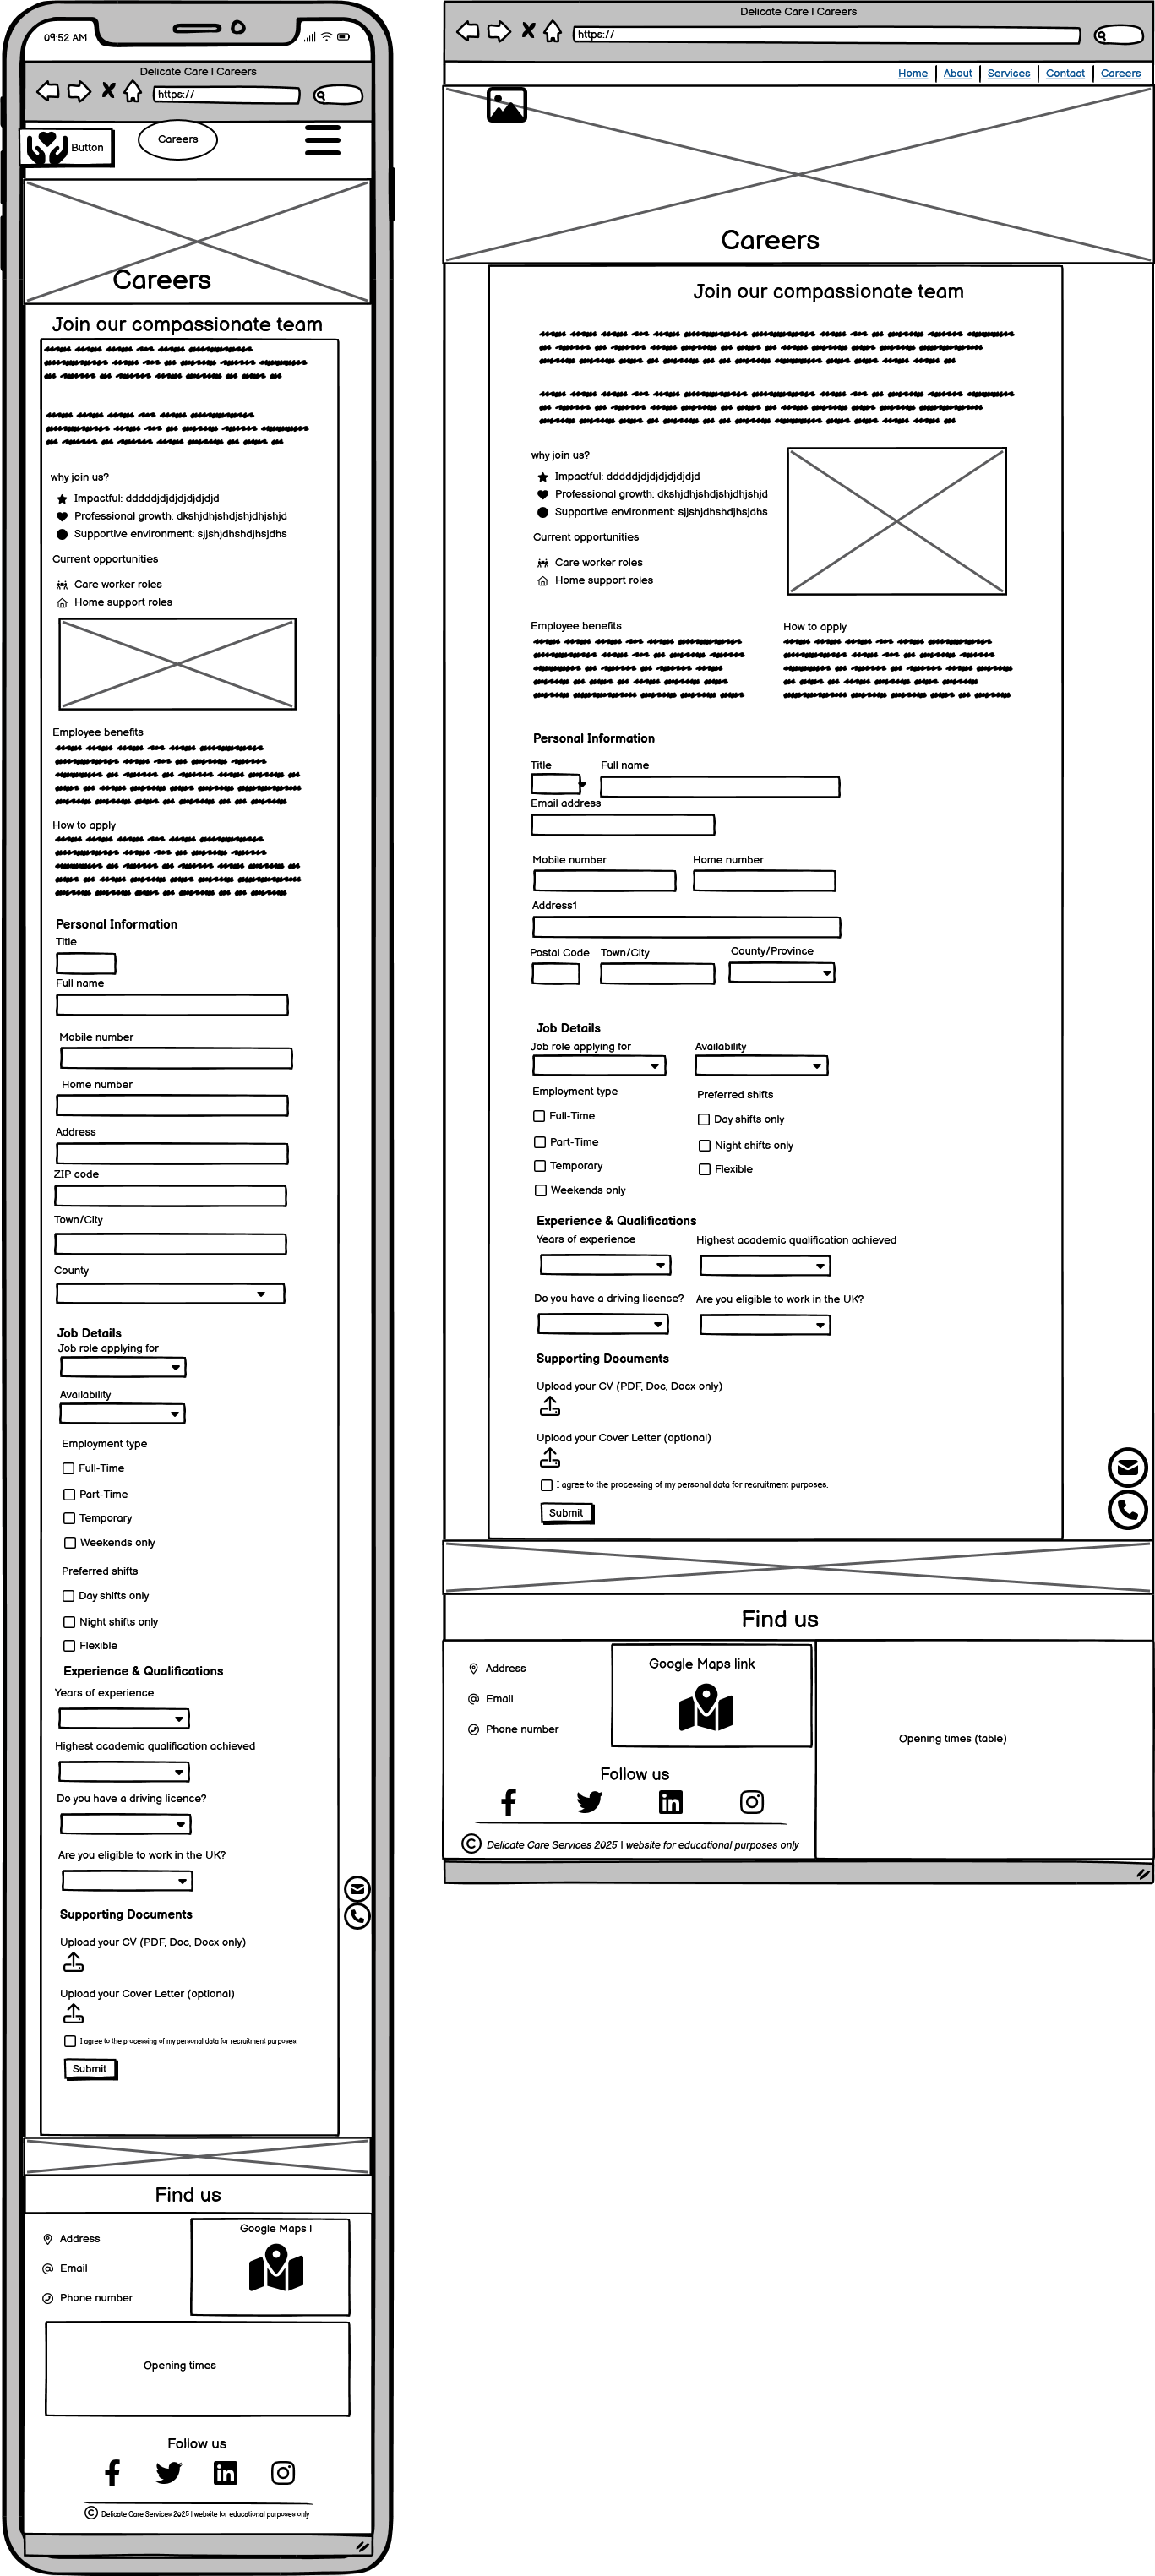 09:52 AM
Delicate Care | Careers
https://
Button
Careers
Careers
Join our compassionate team
why join us?
Impactful: dddddjdjdjdjdjdjdjd
Professional growth: dkshjdhjshdjshdjhdjshjd
Supportive environment: sjjshjdhshdjhsjdhs
Current opportunities
Care worker roles
Home support roles
Employee benefits
How to apply
Personal Information
Title
Full name
Mobile number
Home number
Address
ZIP code
Town/City
County
Job Details
Job role applying for
Availability
Employment type
Full-Time
Part-Time
Temporary
Weekends only
Preferred shifts
Day shifts only
Night shifts only
Flexible
Experience & Qualifications
Years of experience
Highest academic qualification achieved
Do you have a driving licence?
Are you eligible to work in the UK?
Supporting Documents
Upload your CV (PDF, Doc, Docx only)
Upload your Cover Letter (optional)
I agree to the processing of my personal data for recruitment purposes.
Submit
Find us
Address
Email
Phone number
Google Maps l
Opening times
Follow us
© Delicate Care Services 2025 | website for educational purposes only
Delicate Care | Careers
https://
Home | About | Services | Contact | Careers
Careers
Join our compassionate team
why join us?
Impactful: dddddjdjdjdjdjdjdjd
Professional growth: dkshjdhjshdjshdjhdjshjd
Supportive environment: sjjshjdhshdjhsjdhs
Current opportunities
Care worker roles
Home support roles
Employee benefits
How to apply
Personal Information
Title
Full name
Email address
Mobile number
Home number
Address1
Postal Code
Town/City
County/Province
Job Details
Job role applying for
Availability
Employment type
Full-Time
Part-Time
Temporary
Weekends only
Preferred shifts
Day shifts only
Night shifts only
Flexible
Experience & Qualifications
Years of experience
Highest academic qualification achieved
Do you have a driving licence?
Are you eligible to work in the UK?
Supporting Documents
Upload your CV (PDF, Doc, Docx only)
Upload your Cover Letter (optional)
I agree to the processing of my personal data for recruitment purposes.
Submit
Find us
Address
Email
Phone number
Google Maps link
Opening times (table)
Follow us
© Delicate Care Services 2025 | website for educational purposes only